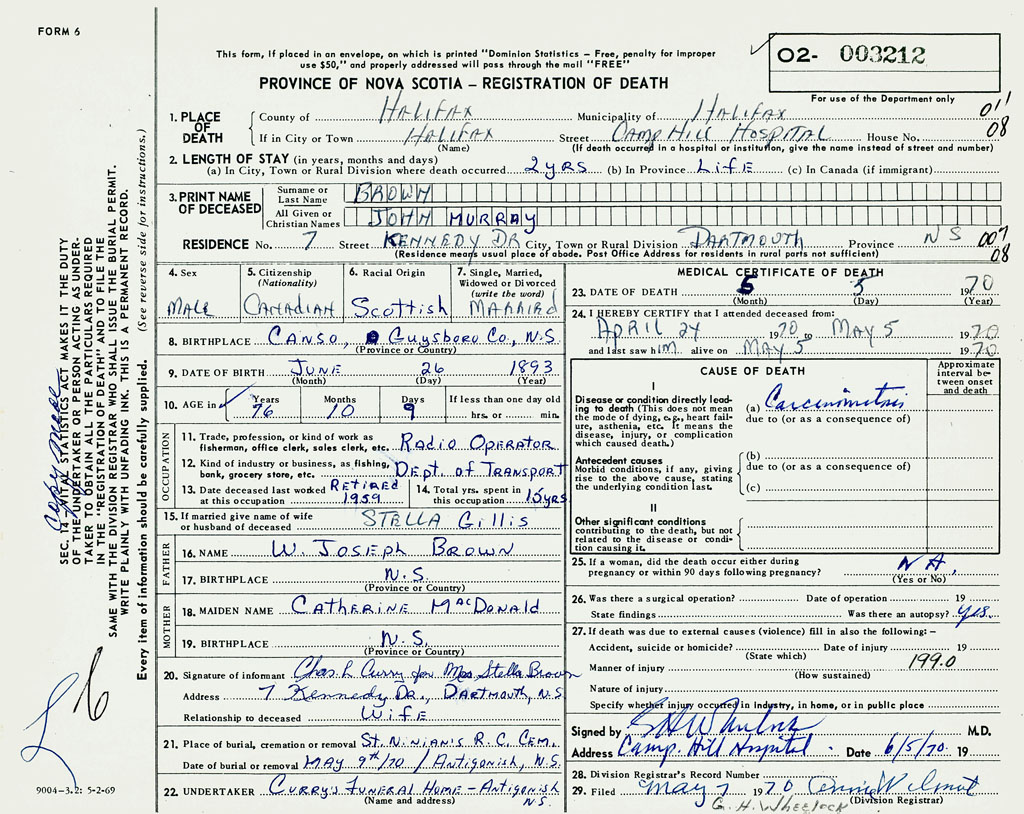 FORM 6
This form, if placed in an envelope, on which is printed "Dominion Statistics – Free, penalty for improper
use $50," and properly addressed will pass through the mail "FREE"
PROVINCE OF NOVA SCOTIA – REGISTRATION OF DEATH
O2- 003212
For use of the Department only
011
08
1. PLACE OF DEATH
County of HALIFAX Municipality of HALIFAX
If in City or Town HALIFAX Street CAMP HILL HOSPITAL House No.
(Name) (If death occurred in a hospital or institution, give the name instead of street and number)
2. LENGTH OF STAY (in years, months and days)
(a) In City, Town or Rural Division where death occurred 2 yrs (b) In Province LIFE (c) In Canada (if immigrant)
3. PRINT NAME OF DECEASED
Surname or Last Name BROWN
All Given or Christian Names JOHN MURRAY
RESIDENCE No. 7 Street KENNEDY DR City, Town or Rural Division DARTMOUTH Province NS 007
(Residence means usual place of abode. Post Office Address for residents in rural parts not sufficient) 08
4. Sex MALE
5. Citizenship (Nationality) CANADIAN
6. Racial Origin Scottish
7. Single, Married, Widowed or Divorced (write the word) MARRIED
8. BIRTHPLACE CANSO, Guysboro Co., N.S.
(Province or Country)
9. DATE OF BIRTH JUNE 26 1893
(Month) (Day) (Year)
10. AGE in Years 76 Months 10 Days 9 If less than one day old hrs. or min.
OCCUPATION
11. Trade, profession, or kind of work as fisherman, office clerk, sales clerk, etc. RADIO OPERATOR
12. Kind of industry or business, as fishing, bank, grocery store, etc. Dept. of TRANSPORT
13. Date deceased last worked at this occupation RETIRED 1959
14. Total yrs. spent in this occupation 15 yrs
15. If married give name of wife or husband of deceased STELLA Gillis
FATHER
16. NAME W. JOSEPH BROWN
17. BIRTHPLACE N.S.
(Province or Country)
MOTHER
18. MAIDEN NAME CATHERINE MacDonald
19. BIRTHPLACE N.S.
(Province or Country)
20. Signature of informant Chas L Curry for Mrs Stella Brown
Address 7 Kennedy Dr., DARTMOUTH, N.S.
Relationship to deceased Wife
21. Place of burial, cremation or removal St. NINIAN'S R.C. CEM.
Date of burial or removal MAY 9th/70 / Antigonish, N.S.
22. UNDERTAKER CURRY'S FUNERAL HOME – Antigonish N.S.
(Name and address)
MEDICAL CERTIFICATE OF DEATH
23. DATE OF DEATH 5 5 1970
(Month) (Day) (Year)
24. I HEREBY CERTIFY that I attended deceased from:
APRIL 24 1970 to MAY 5 1970
and last saw him alive on MAY 5 1970
CAUSE OF DEATH
Approximate interval between onset and death
I
Disease or condition directly leading to death (This does not mean the mode of dying, e.g., heart failure, asthenia, etc. It means the disease, injury, or complication which caused death.)
(a)
due to (or as a consequence of)
Antecedent causes
Morbid conditions, if any, giving rise to the above cause, stating the underlying condition last.
(b)
due to (or as a consequence of)
(c)
II
Other significant conditions contributing to the death, but not related to the disease or condition causing it.
25. If a woman, did the death occur either during pregnancy or within 90 days following pregnancy? NA.
(Yes or No)
26. Was there a surgical operation? Date of operation 19
State findings Was there an autopsy? yes.
27. If death was due to external causes (violence) fill in also the following: –
Accident, suicide or homicide? Date of injury 19
(State which) 199.0
Manner of injury
(How sustained)
Nature of injury
Specify whether injury occurred in industry, in home, or in public place
Signed by M.D.
Address Camp Hill Hospital Date 6/5/70 19
28. Division Registrar's Record Number
29. Filed May 7 1970
G. H. WHEELOCK (Division Registrar)
SEC. 14 – VITAL STATISTICS ACT MAKES IT THE DUTY
OF THE UNDERTAKER OR PERSON ACTING AS UNDER-
TAKER TO OBTAIN ALL THE PARTICULARS REQUIRED
IN THE "REGISTRATION OF DEATH" AND TO FILE THE
SAME WITH THE DIVISION REGISTRAR WHO SHALL ISSUE THE BURIAL PERMIT.
WRITE PLAINLY WITH UNFADING INK. THIS IS A PERMANENT RECORD.
Every item of information should be carefully supplied. (See reverse side for instructions.)
9004-3.2: 5-2-69